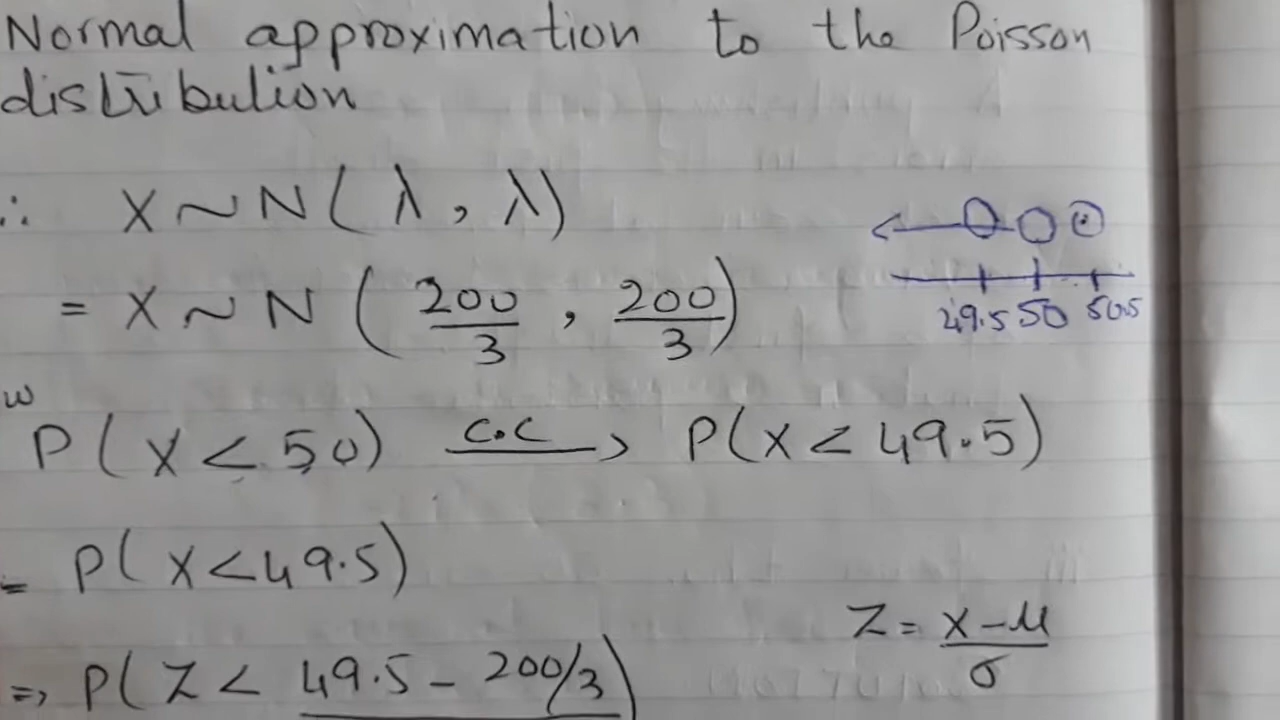 Normal approximation to the Poisson
distribution
∴ X ~ N(λ, λ)
= X ~ N (200/3, 200/3)
49.5 50 50.5
w
P(X < 50) C.C → P(X < 49.5)
= P(X < 49.5)
Z = X - μ / σ
⇒ P(Z < 49.5 - 200/3)